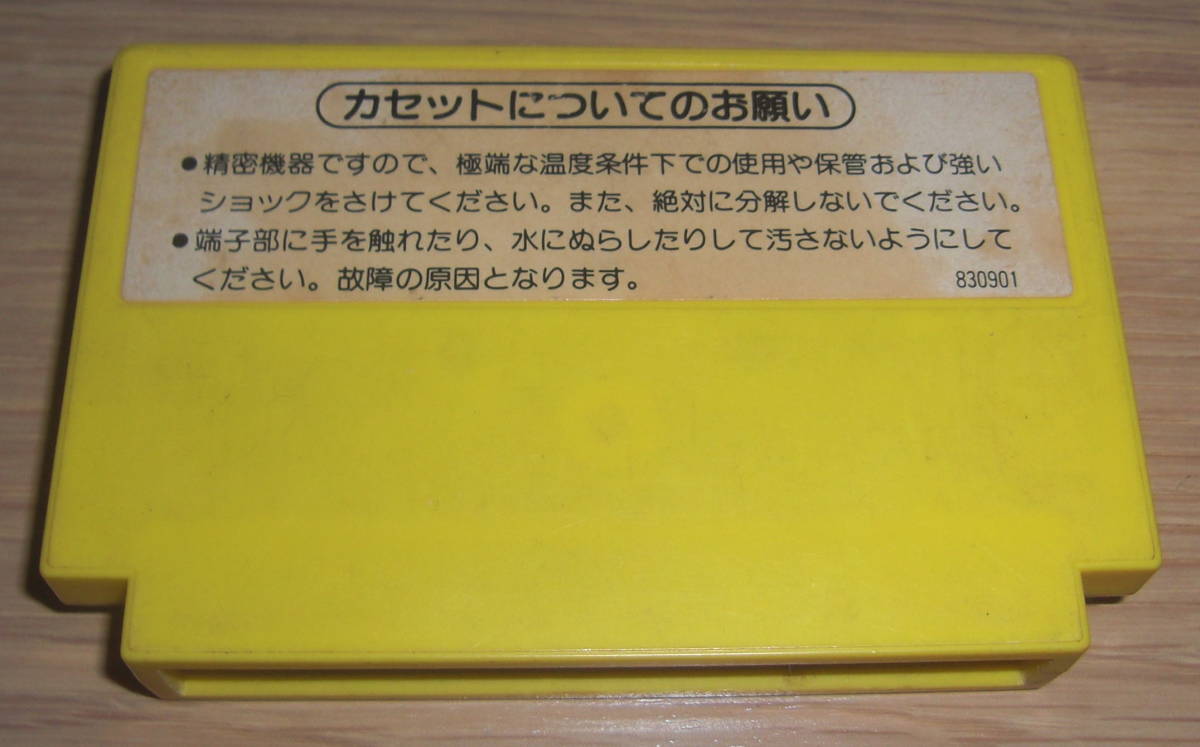 カセットについてのお願い
●精密機器ですので、極端な温度条件下での使用や保管および強い
ショックをさけてください。また、絶対に分解しないでください。
●端子部に手を触れたり、水にぬらしたりして汚さないようにして
ください。故障の原因となります。 830901